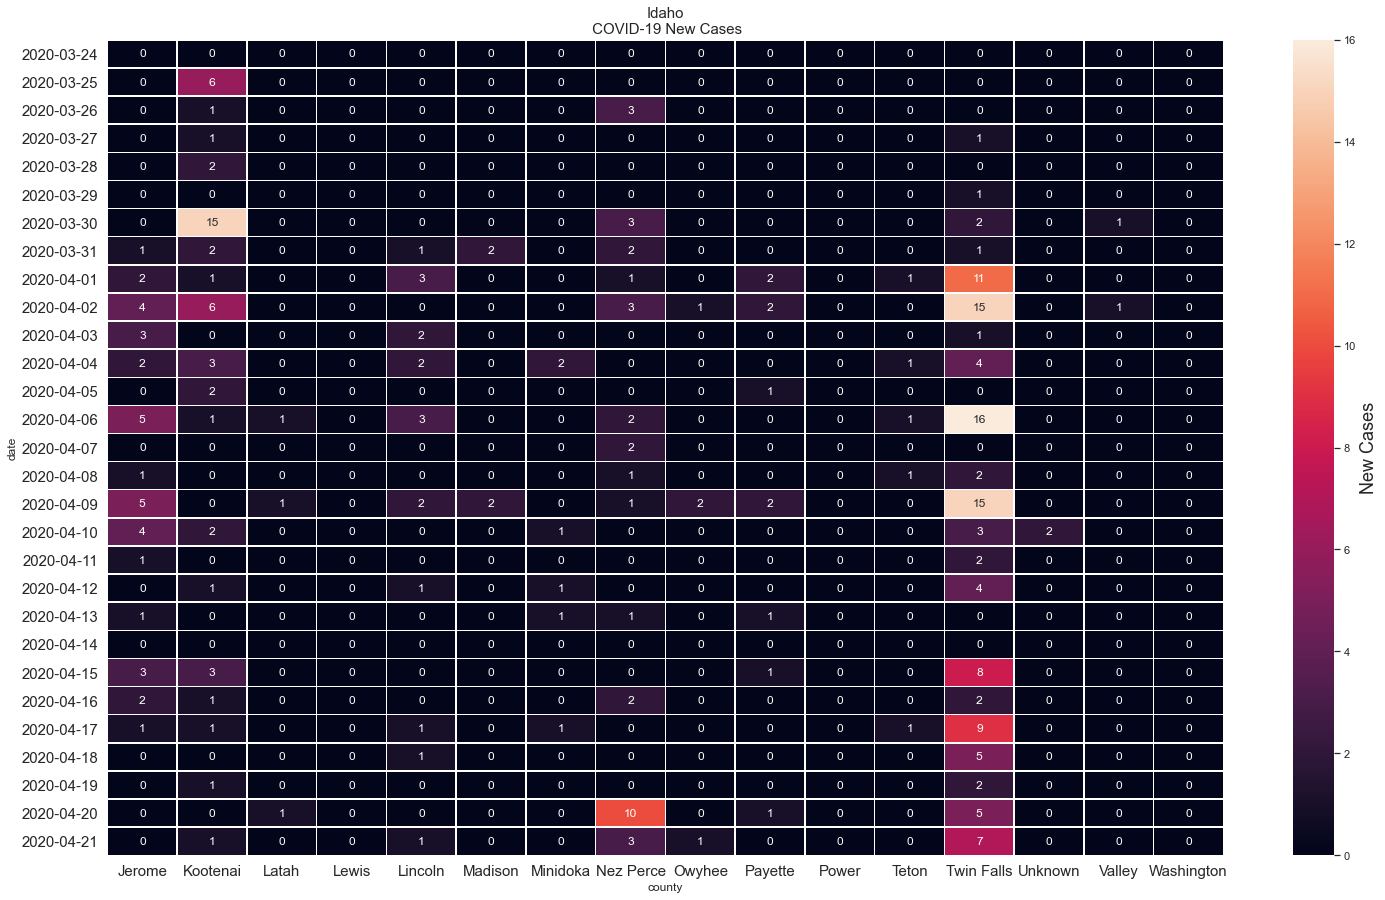 Idaho
COVID-19 New Cases
2020-03-24 0 0 0 0 0 0 0 0 0 0 0 0 0 0 0 0
2020-03-25 0 6 0 0 0 0 0 0 0 0 0 0 0 0 0 0
2020-03-26 0 1 0 0 0 0 0 3 0 0 0 0 0 0 0 0
2020-03-27 0 1 0 0 0 0 0 0 0 0 0 0 1 0 0 0
2020-03-28 0 2 0 0 0 0 0 0 0 0 0 0 0 0 0 0
2020-03-29 0 0 0 0 0 0 0 0 0 0 0 0 1 0 0 0
2020-03-30 0 15 0 0 0 0 0 3 0 0 0 0 2 0 1 0
2020-03-31 1 2 0 0 1 2 0 2 0 0 0 0 1 0 0 0
2020-04-01 2 1 0 0 3 0 0 1 0 2 0 1 11 0 0 0
2020-04-02 4 6 0 0 0 0 0 3 1 2 0 0 15 0 1 0
2020-04-03 3 0 0 0 2 0 0 0 0 0 0 0 1 0 0 0
2020-04-04 2 3 0 0 2 0 2 0 0 0 0 1 4 0 0 0
2020-04-05 0 2 0 0 0 0 0 0 0 1 0 0 0 0 0 0
2020-04-06 5 1 1 0 3 0 0 2 0 0 0 1 16 0 0 0
2020-04-07 0 0 0 0 0 0 0 2 0 0 0 0 0 0 0 0
2020-04-08 1 0 0 0 0 0 0 1 0 0 0 1 2 0 0 0
2020-04-09 5 0 1 0 2 2 0 1 2 2 0 0 15 0 0 0
2020-04-10 4 2 0 0 0 0 1 0 0 0 0 0 3 2 0 0
2020-04-11 1 0 0 0 0 0 0 0 0 0 0 0 2 0 0 0
2020-04-12 0 1 0 0 1 0 1 0 0 0 0 0 4 0 0 0
2020-04-13 1 0 0 0 0 0 1 1 0 1 0 0 0 0 0 0
2020-04-14 0 0 0 0 0 0 0 0 0 0 0 0 0 0 0 0
2020-04-15 3 3 0 0 0 0 0 0 0 1 0 0 8 0 0 0
2020-04-16 2 1 0 0 0 0 0 2 0 0 0 0 2 0 0 0
2020-04-17 1 1 0 0 1 0 1 0 0 0 0 1 9 0 0 0
2020-04-18 0 0 0 0 1 0 0 0 0 0 0 0 5 0 0 0
2020-04-19 0 1 0 0 0 0 0 0 0 0 0 0 2 0 0 0
2020-04-20 0 0 1 0 0 0 0 10 0 1 0 0 5 0 0 0
2020-04-21 0 1 0 0 1 0 0 3 1 0 0 0 7 0 0 0
Jerome Kootenai Latah Lewis Lincoln Madison Minidoka Nez Perce Owyhee Payette Power Teton Twin Falls Unknown Valley Washington
county
date
16
14
12
10
8
6
4
2
0
New Cases